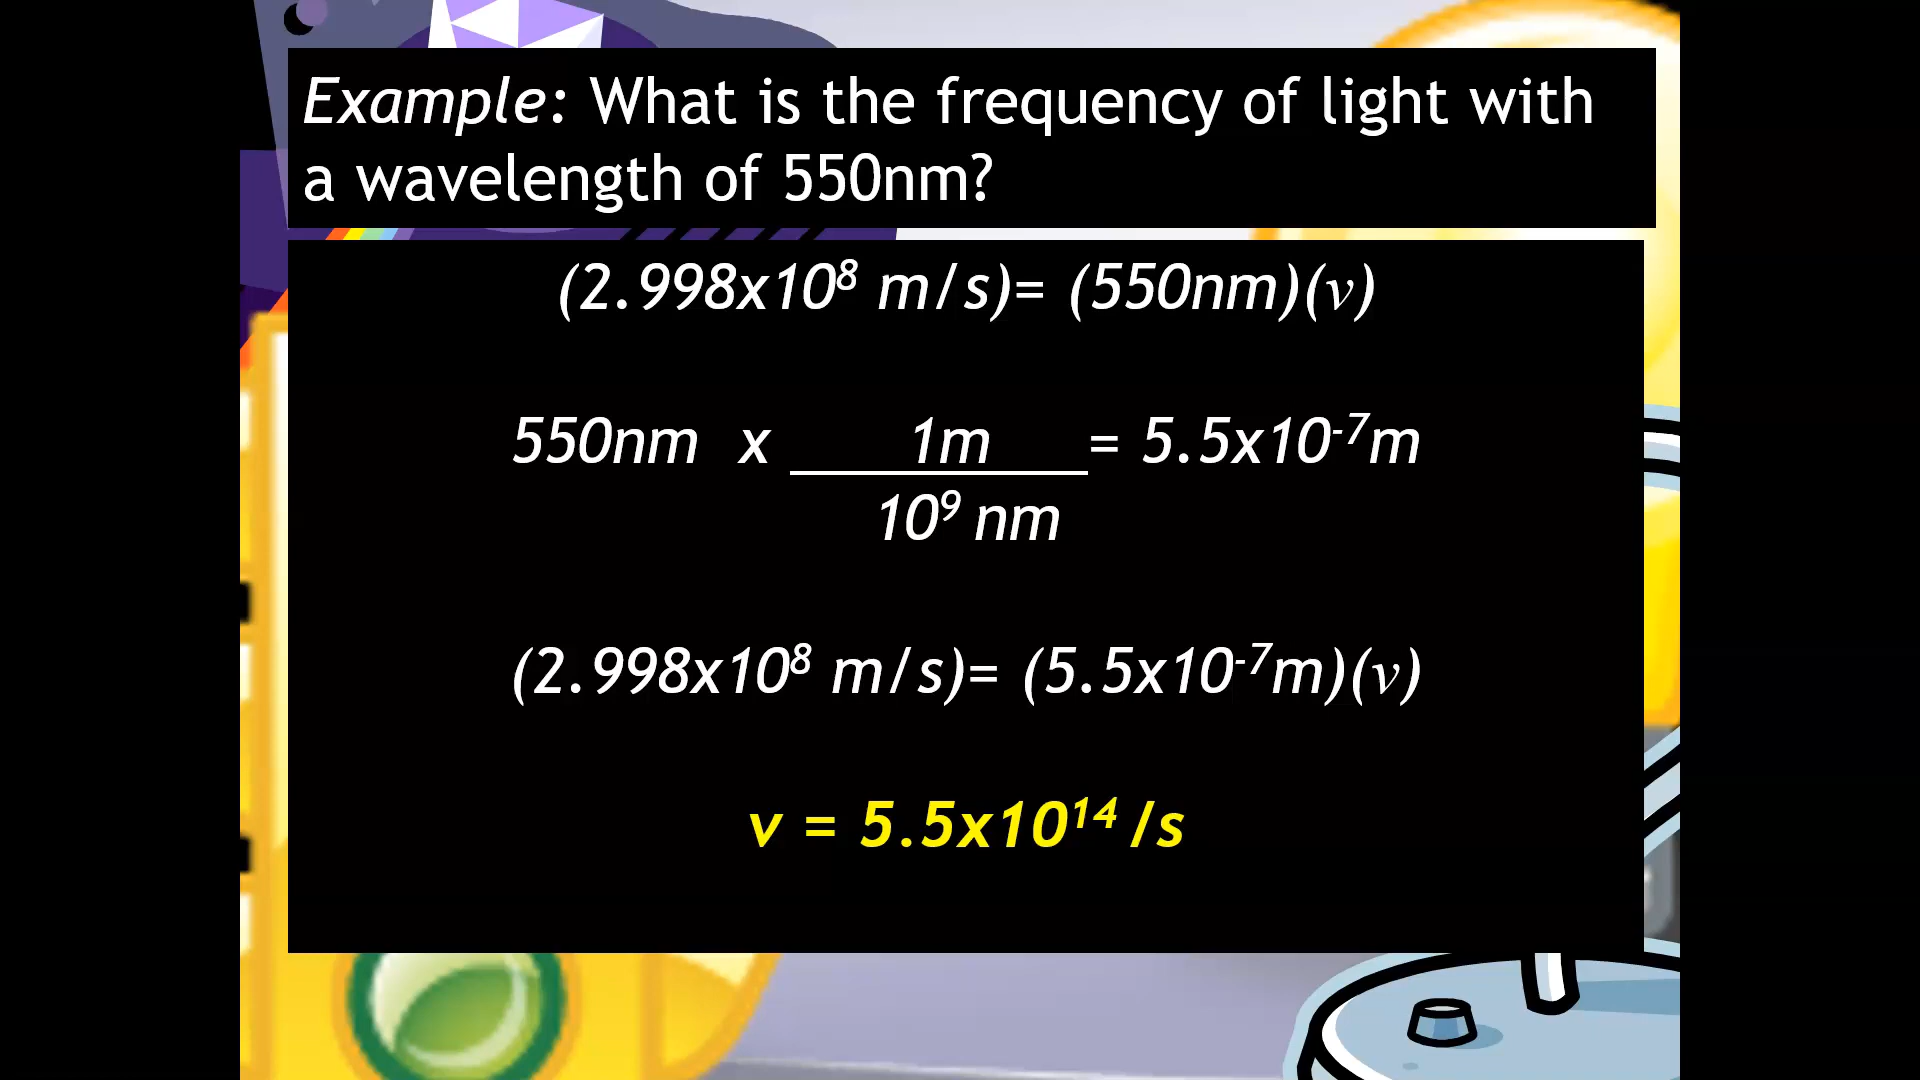 Example: What is the frequency of light with
a wavelength of 550nm?
(2.998x10⁸ m/s)= (550nm)(v)
550nm x 1m = 5.5x10⁻⁷m
10⁹ nm
(2.998x10⁸ m/s)= (5.5x10⁻⁷m)(v)
v = 5.5x10¹⁴ /s